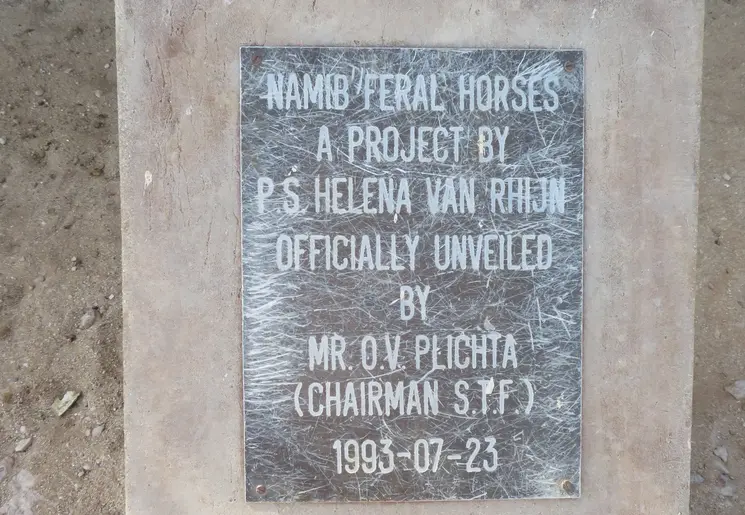 NAMIB FERAL HORSES
A PROJECT BY
P.S. HELENA VAN RHIJN
OFFICIALLY UNVEILED
BY
MR. O.V. PLICHTA
(CHAIRMAN S.T.F.)
1993-07-23